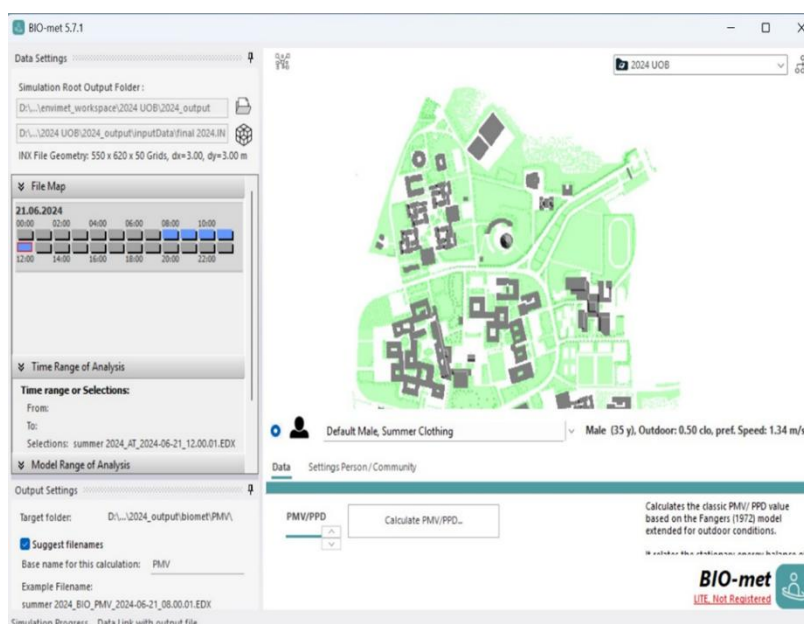 BIO-met 5.7.1
Data Settings
Simulation Root Output Folder :
D:\...\envimet_workspace\2024 UOB\2024_output
D:\...\2024 UOB\2024_output\inputData\final 2024.IN
INX File Geometry: 550 x 620 x 50 Grids, dx=3.00, dy=3.00 m
File Map
21.06.2024
00:00 02:00 04:00 06:00 08:00 10:00
12:00 14:00 16:00 18:00 20:00 22:00
Time Range of Analysis
Time range or Selections:
From:
To:
Selections: summer 2024_AT_2024-06-21_12.00.01.EDX
Model Range of Analysis
Output Settings
Target folder: D:\...\2024_output\biomet\PMV\
Suggest filenames
Base name for this calculation: PMV
Example Filename:
summer 2024_BIO_PMV_2024-06-21_08.00.01.EDX
Simulation Progress Data Link with output file
2024 UOB
Default Male, Summer Clothing
Male (35 y), Outdoor: 0.50 clo, pref. Speed: 1.34 m/s
Data Settings Person/Community
PMV/PPD
Calculate PMV/PPD...
Calculates the classic PMV/ PPD value
based on the Fangers (1972) model
extended for outdoor conditions.
It relates the stationary energy balance
BIO-met
LITE, Not Registered